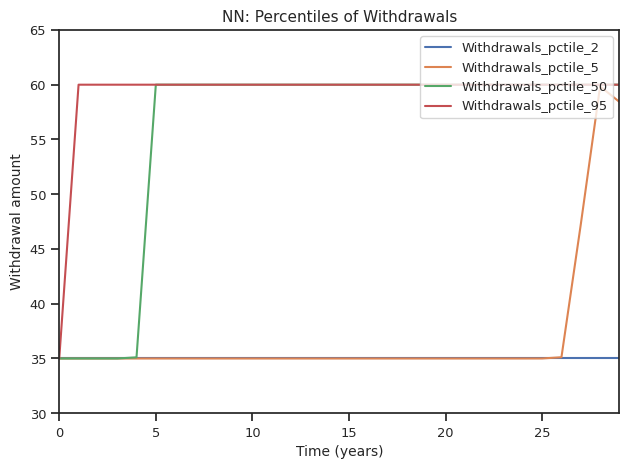 NN: Percentiles of Withdrawals
65
60
55
50
45
40
35
30
Withdrawal amount
Withdrawals_pctile_2
Withdrawals_pctile_5
Withdrawals_pctile_50
Withdrawals_pctile_95
0 5 10 15 20 25
Time (years)